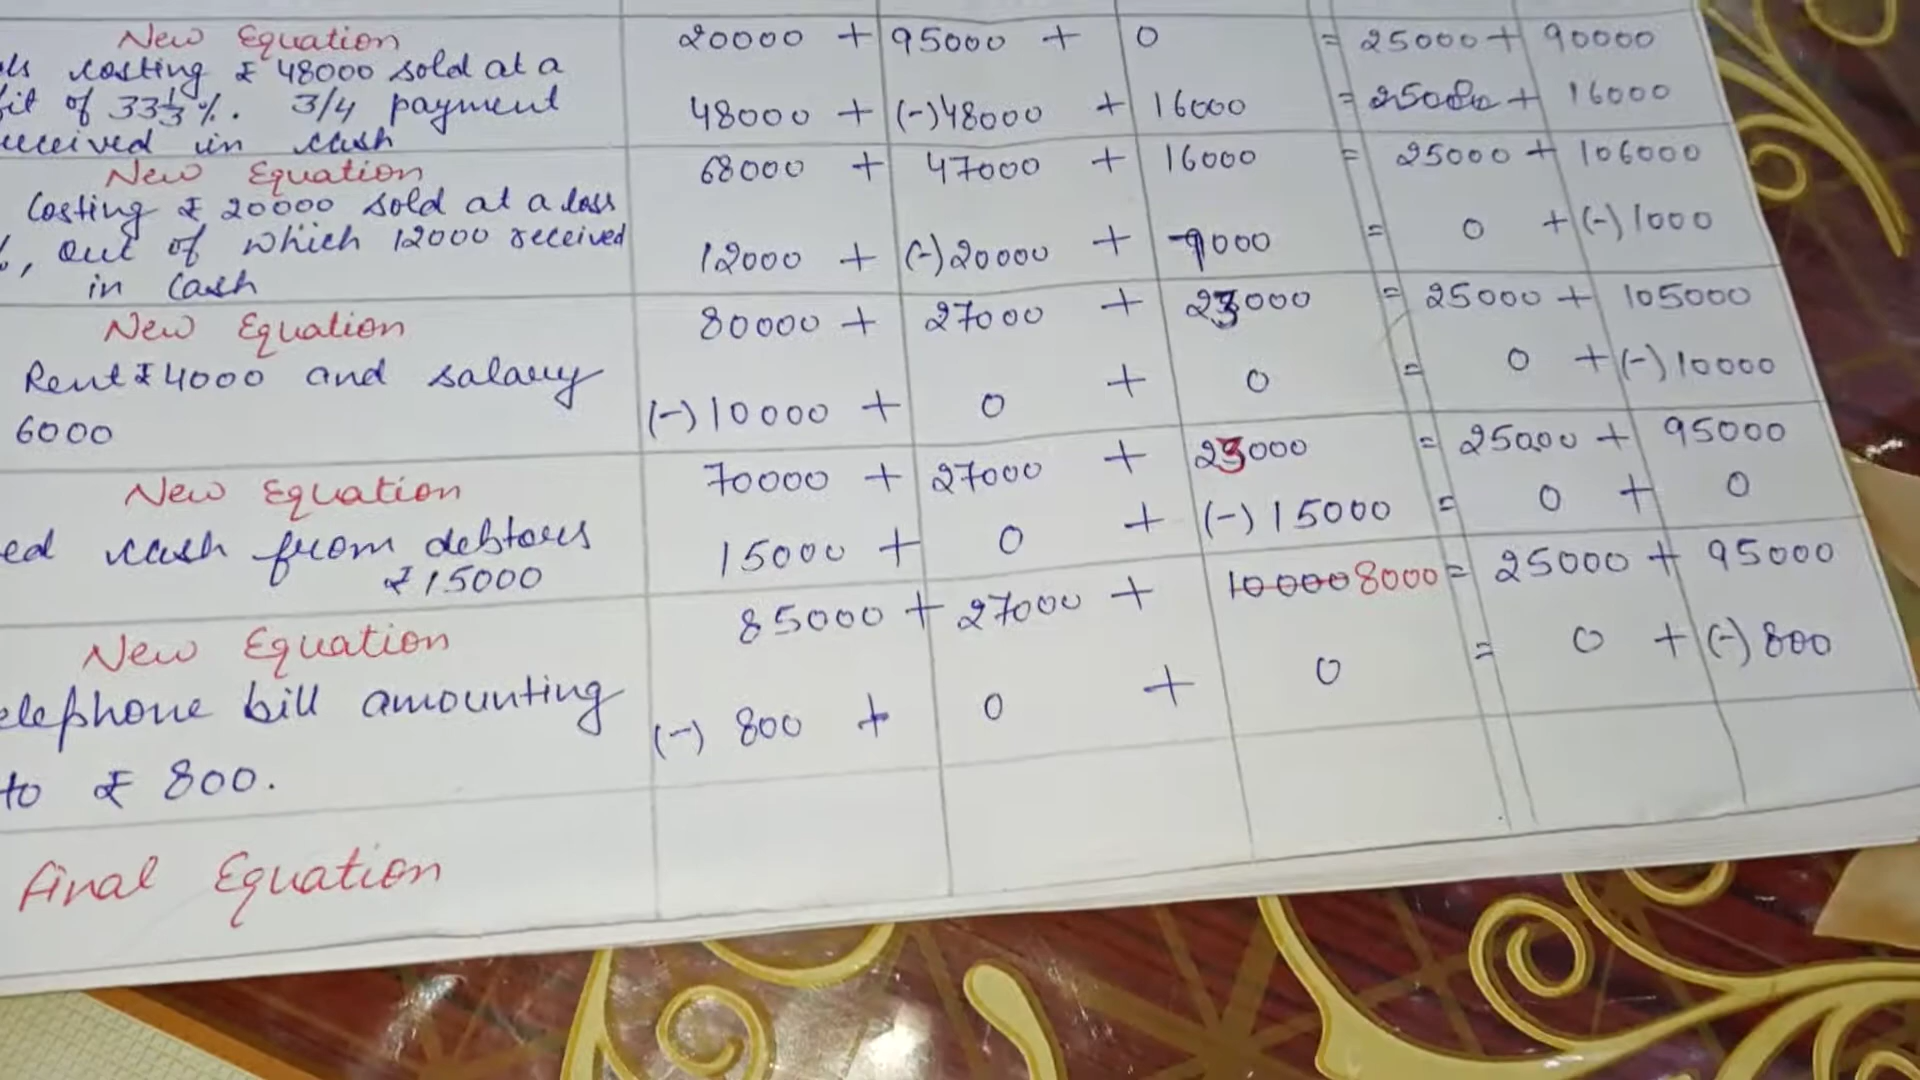 New Equation 20000 + 95000 + 0 = 25000 + 90000
costing ₹ 48000 sold at a
fit of 33⅓%. 3/4 payment 48000 + (-)48000 + 16000 = + 16000
received in cash
New Equation 68000 + 47000 + 16000 = 25000 + 106000
Costing ₹ 20000 sold at a loss
%, out of which 12000 received 12000 + (-)20000 + = 0 + (-)1000
in cash
New Equation 80000 + 27000 + 23000 = 25000 + 105000
Rent ₹4000 and salary
6000 (-)10000 + 0 + 0 = 0 + (-)10000
New Equation 70000 + 27000 + 23000 = 25000 + 95000
ed cash from debtors 15000 + 0 + (-)15000 = 0 + 0
₹15000
New Equation 85000 + 27000 + 10000 8000 = 25000 + 95000
elephone bill amounting (-) 800 + 0 + 0 = 0 + (-) 800
to ₹ 800.
Final Equation